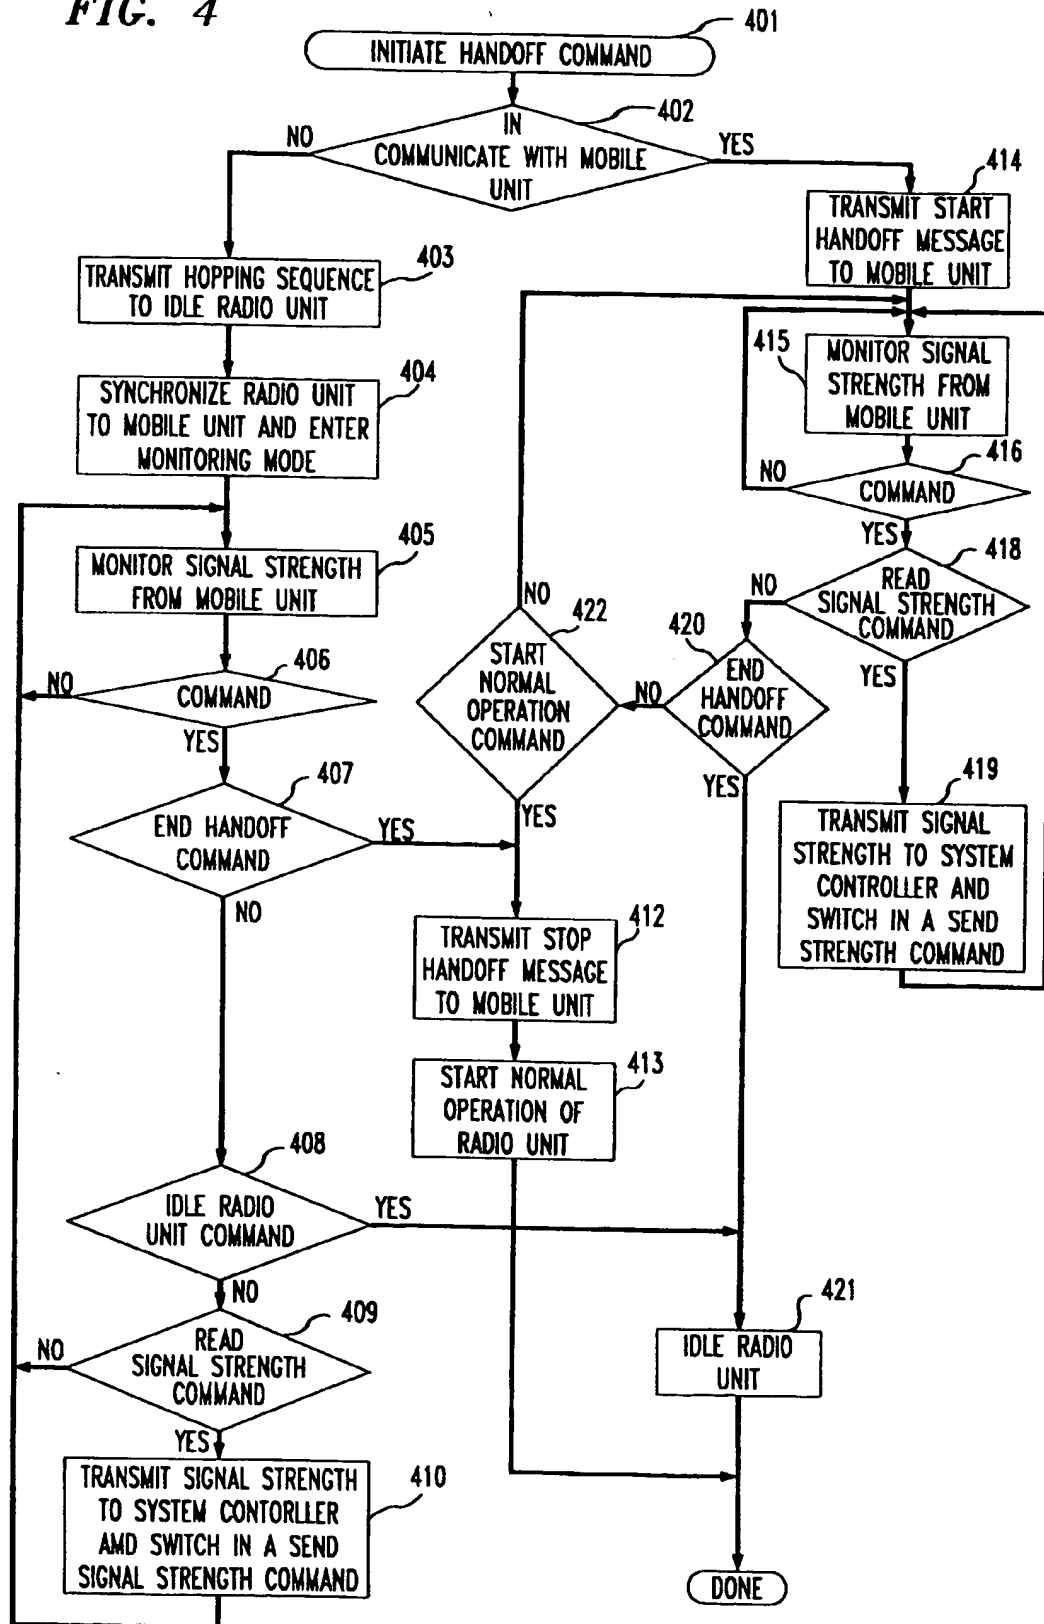 FIG. 4
401
INITIATE HANDOFF COMMAND
402
IN
COMMUNICATE WITH MOBILE
UNIT
NO
YES
414
TRANSMIT START
HANDOFF MESSAGE
TO MOBILE UNIT
403
TRANSMIT HOPPING SEQUENCE
TO IDLE RADIO UNIT
404
SYNCHRONIZE RADIO UNIT
TO MOBILE UNIT AND ENTER
MONITORING MODE
415
MONITOR SIGNAL
STRENGTH FROM
MOBILE UNIT
416
NO
COMMAND
YES
405
MONITOR SIGNAL STRENGTH
FROM MOBILE UNIT
418
READ
SIGNAL STRENGTH
COMMAND
NO
YES
406
NO
COMMAND
YES
422
NO
START
NORMAL
OPERATION
COMMAND
YES
420
END
HANDOFF
COMMAND
NO
YES
407
END HANDOFF
COMMAND
YES
NO
419
TRANSMIT SIGNAL
STRENGTH TO SYSTEM
CONTROLLER AND
SWITCH IN A SEND
STRENGTH COMMAND
412
TRANSMIT STOP
HANDOFF MESSAGE
TO MOBILE UNIT
413
START NORMAL
OPERATION OF
RADIO UNIT
408
IDLE RADIO
UNIT COMMAND
YES
NO
409
NO
READ
SIGNAL STRENGTH
COMMAND
YES
421
IDLE RADIO
UNIT
410
TRANSMIT SIGNAL STRENGTH
TO SYSTEM CONTORLLER
AMD SWITCH IN A SEND
SIGNAL STRENGTH COMMAND
DONE